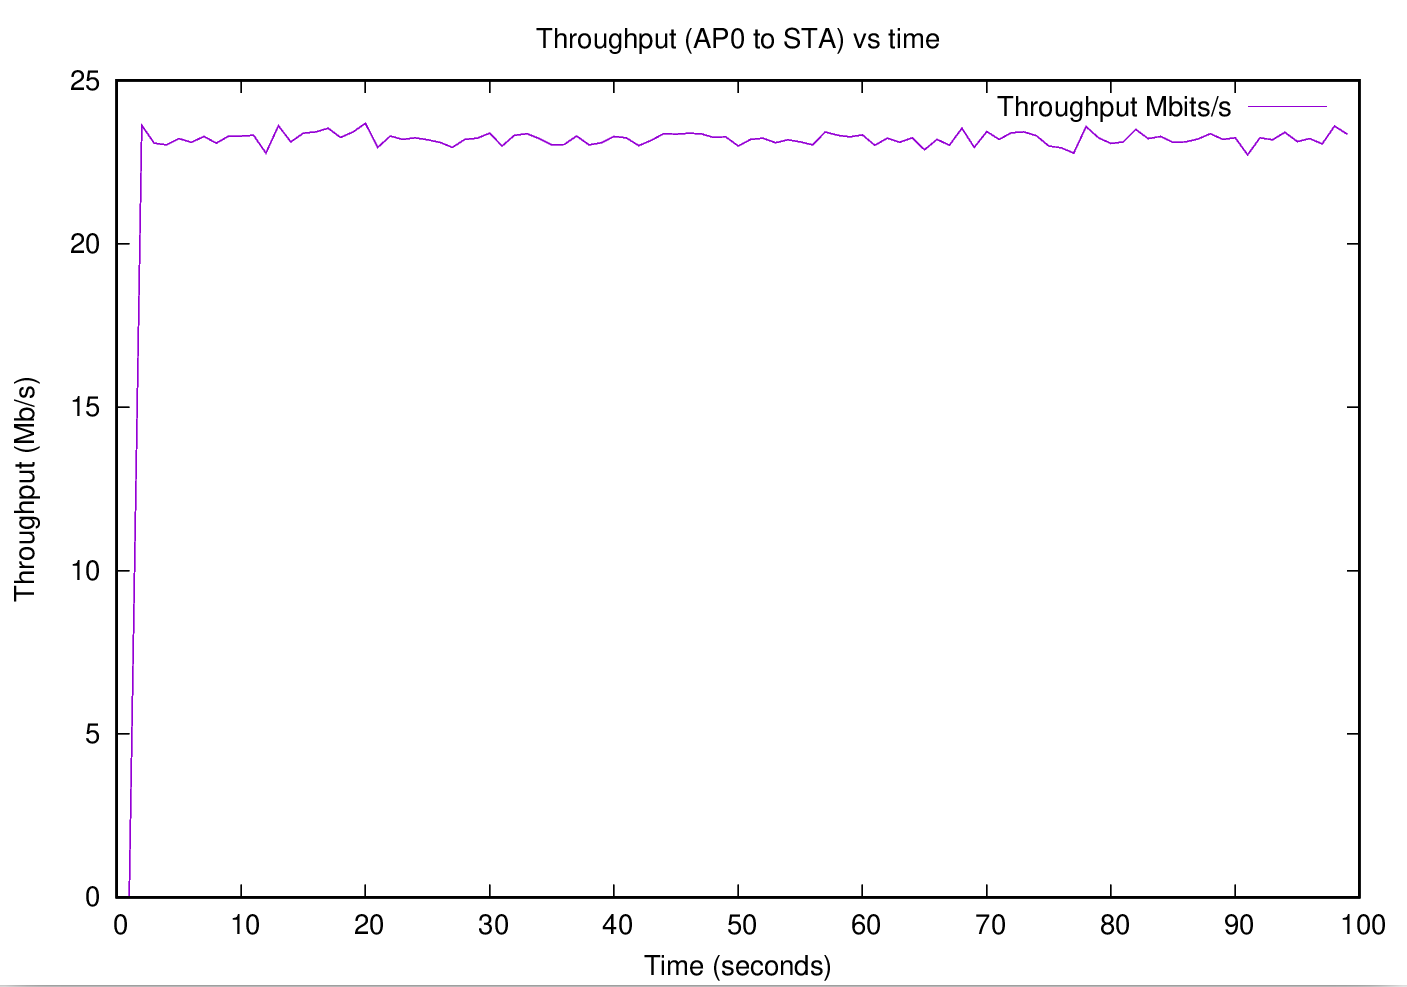 Throughput (AP0 to STA) vs time
Throughput Mbits/s
25
20
15
10
5
0
Throughput (Mb/s)
0 10 20 30 40 50 60 70 80 90 100
Time (seconds)